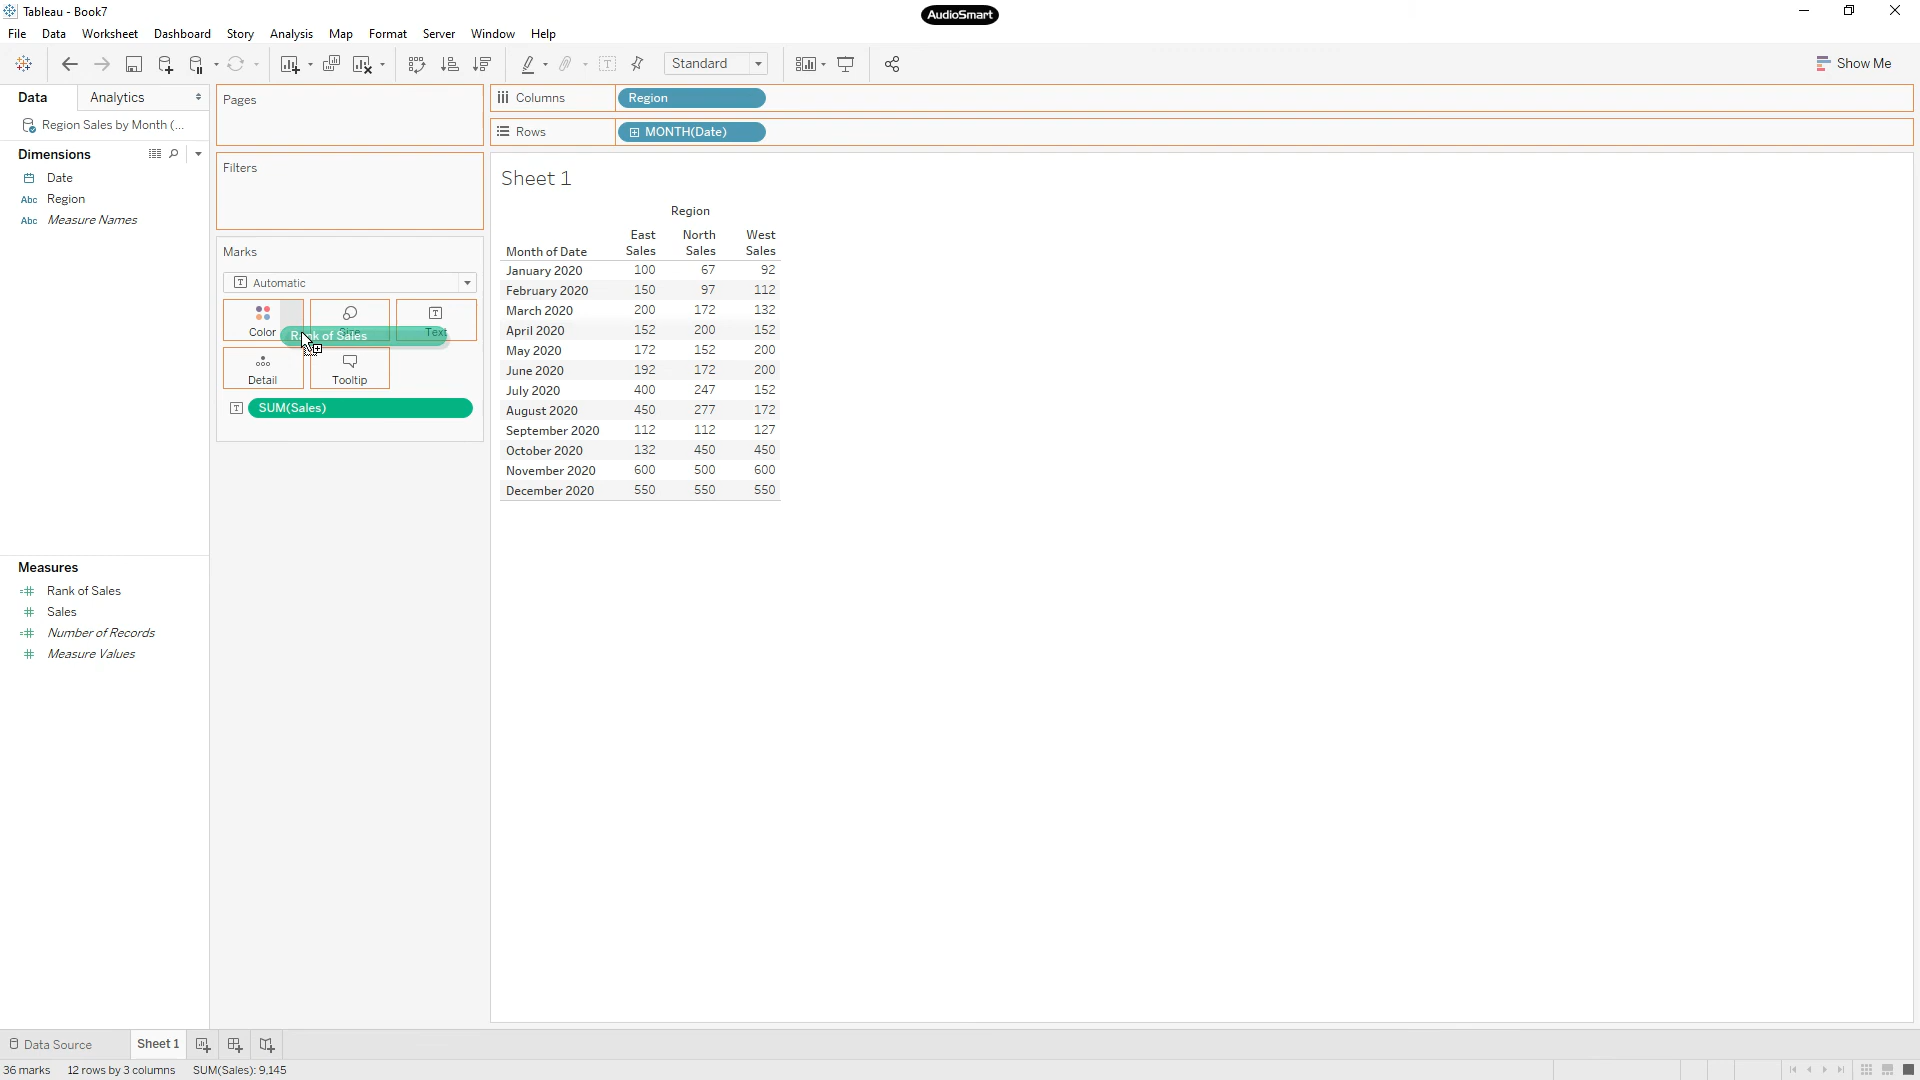 Tableau - Book7
AudioSmart
File Data Worksheet Dashboard Story Analysis Map Format Server Window Help
Standard
Show Me
Data Analytics
Pages
Columns Region
Region Sales by Month (...
Rows MONTH(Date)
Dimensions
Filters
Date
Sheet 1
Abc Region
Abc Measure Names
Region
Marks
Month of Date East Sales North Sales West Sales
Automatic
January 2020 100 67 92
February 2020 150 97 112
March 2020 200 172 132
April 2020 152 200 152
May 2020 172 152 200
June 2020 192 172 200
July 2020 400 247 152
August 2020 450 277 172
September 2020 112 112 127
October 2020 132 450 450
November 2020 600 500 600
December 2020 550 550 550
Color Size Text
Rank of Sales
Detail Tooltip
SUM(Sales)
Measures
Rank of Sales
Sales
Number of Records
Measure Values
Data Source Sheet 1
36 marks 12 rows by 3 columns SUM(Sales): 9,145